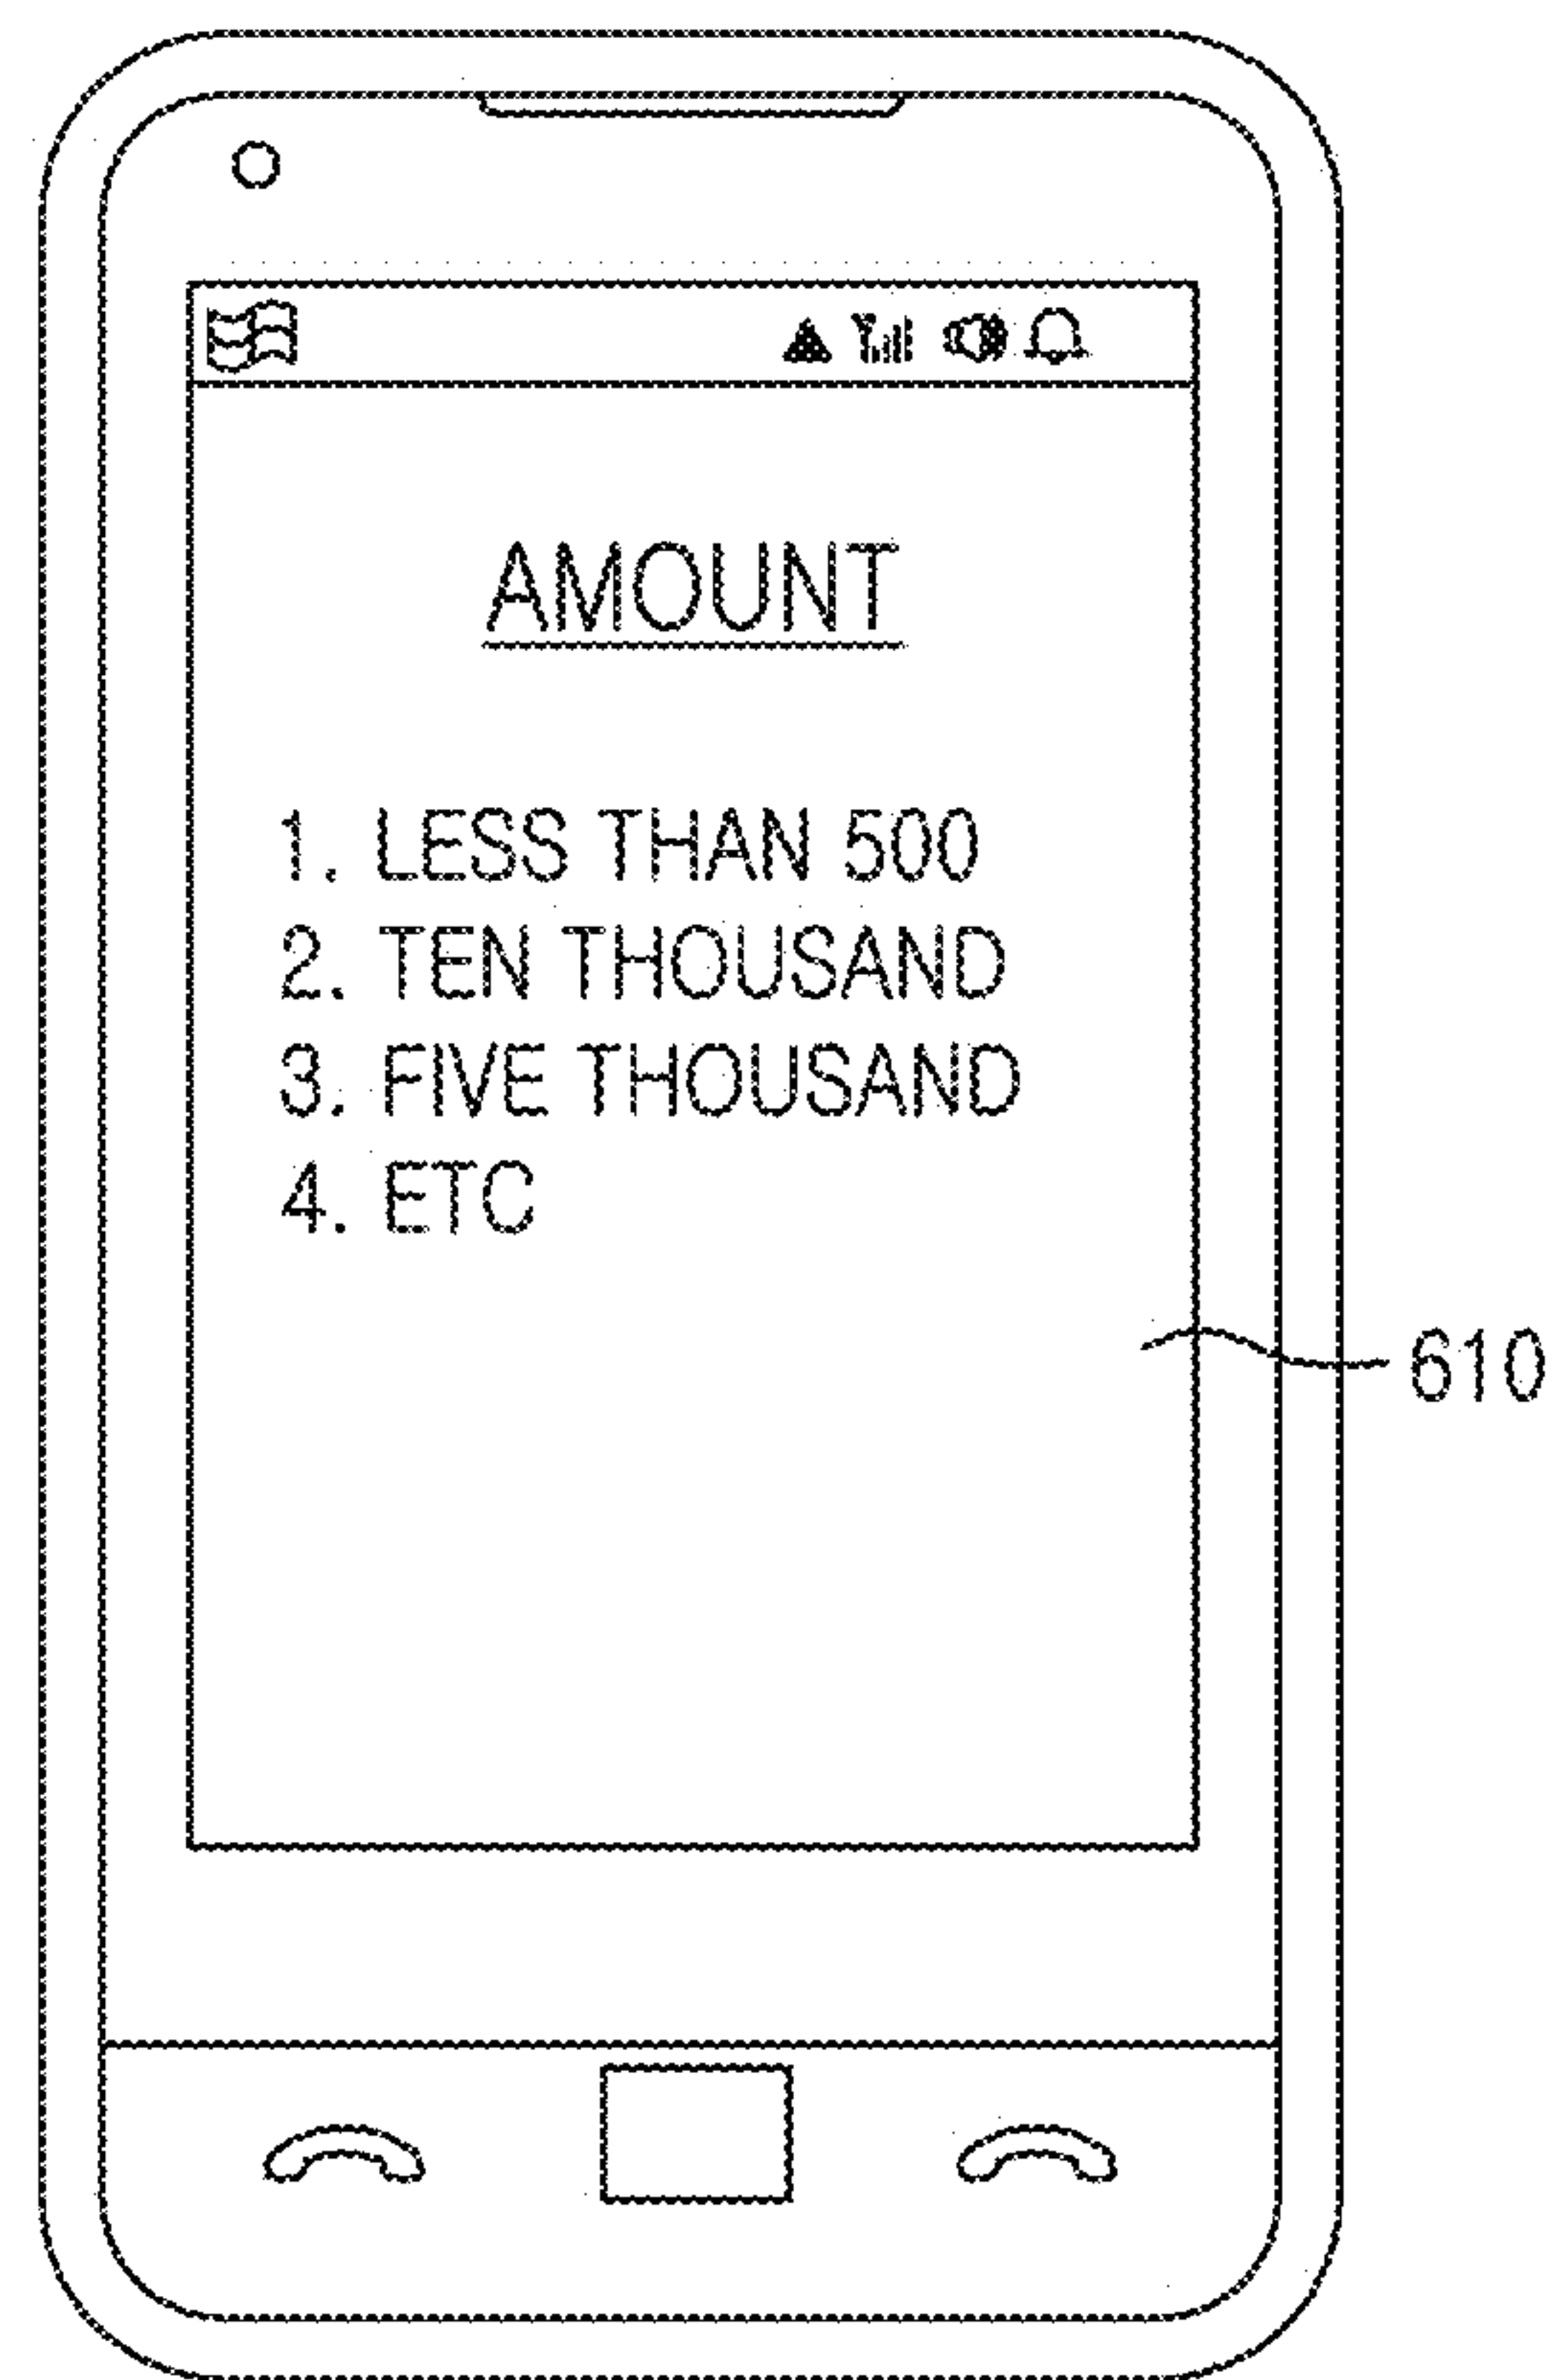 AMOUNT
1. LESS THAN 500
2. TEN THOUSAND
3. FIVE THOUSAND
4. ETC
610